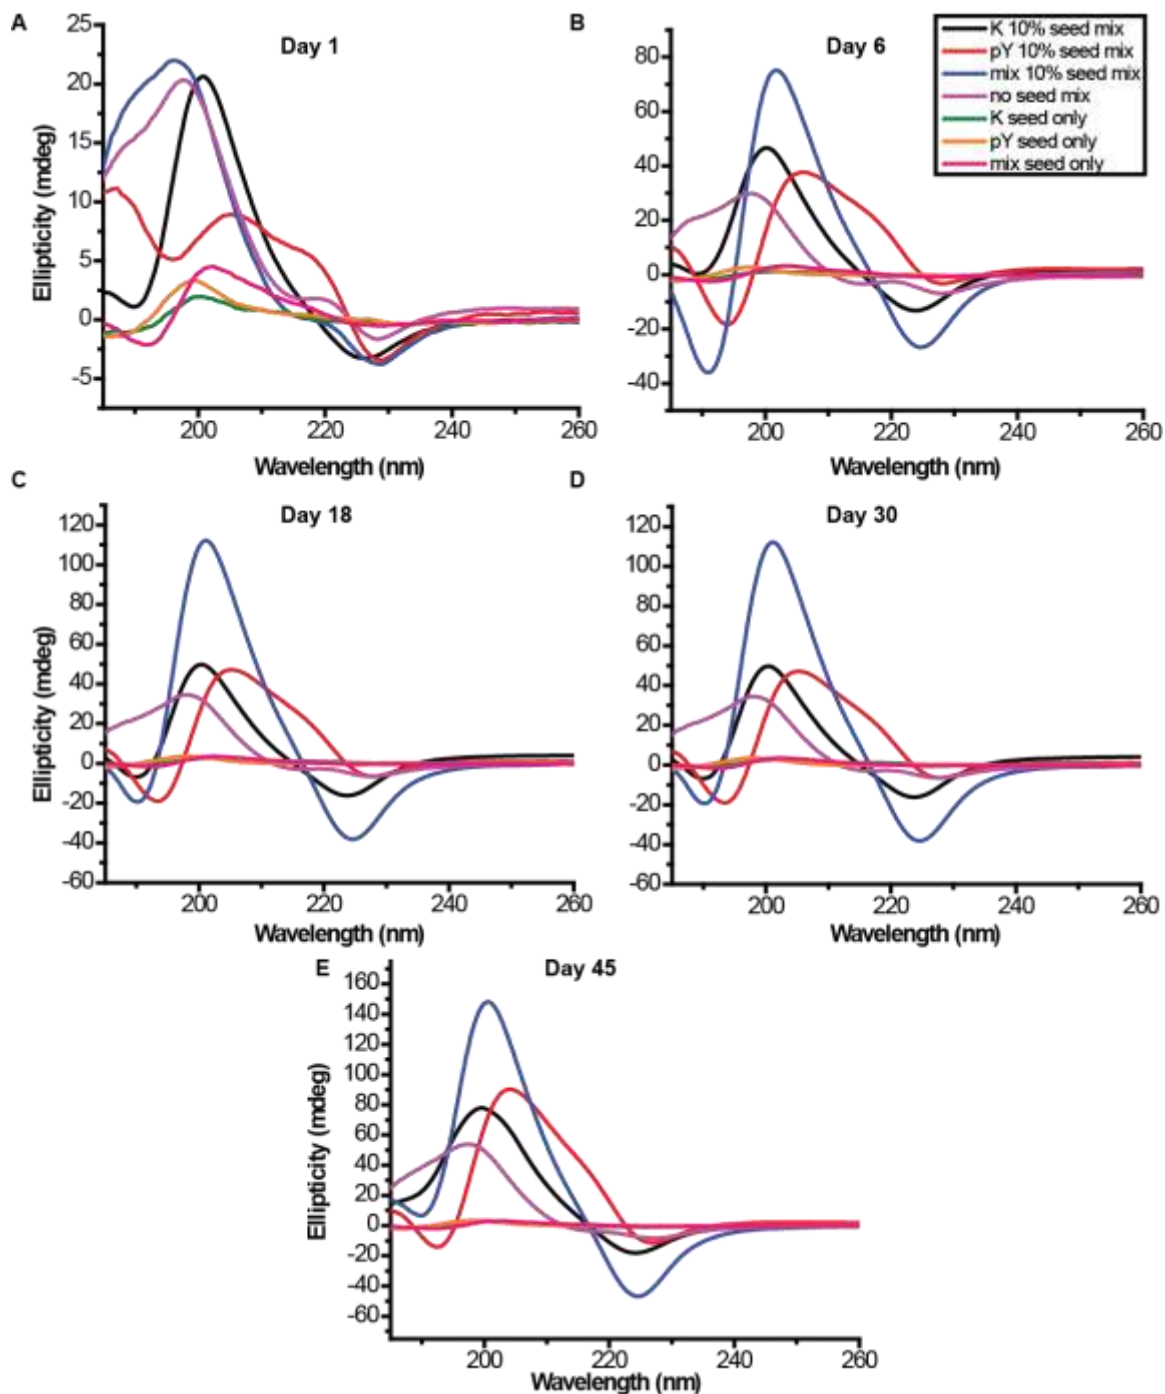 A
Day 1
25
20
15
10
5
0
-5
Ellipticity (mdeg)
200
220
240
260
Wavelength (nm)
B
Day 6
80
60
40
20
0
-20
-40
200
220
240
260
Wavelength (nm)
K 10% seed mix
pY 10% seed mix
mix 10% seed mix
no seed mix
K seed only
pY seed only
mix seed only
C
Day 18
120
100
80
60
40
20
0
-20
-40
-60
Ellipticity (mdeg)
200
220
240
260
Wavelength (nm)
D
Day 30
120
100
80
60
40
20
0
-20
-40
-60
200
220
240
260
Wavelength (nm)
E
Day 45
160
140
120
100
80
60
40
20
0
-20
-40
-60
Ellipticity (mdeg)
200
220
240
260
Wavelength (nm)